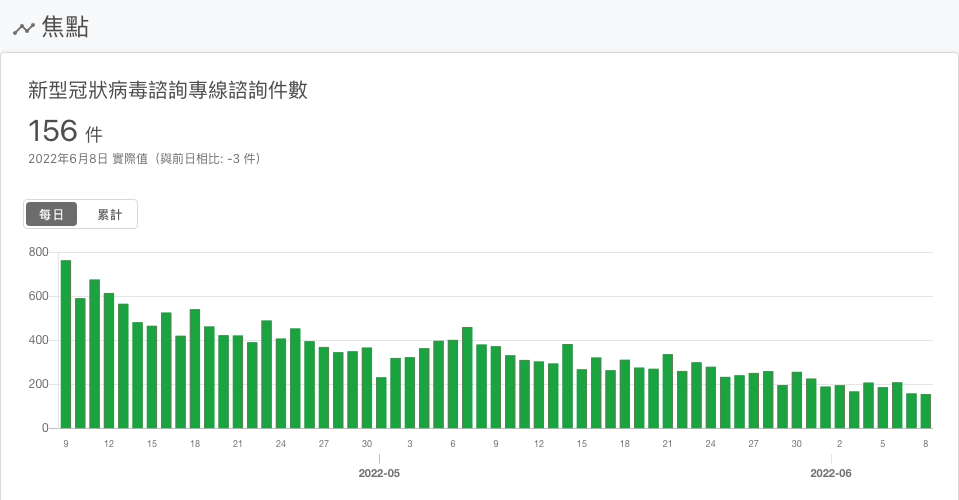 焦點
新型冠狀病毒諮詢專線諮詢件數
156 件
2022年6月8日 實際值（與前日相比: -3 件）
每日 累計
800
600
400
200
0
9 12 15 18 21 24 27 30 3 6 9 12 15 18 21 24 27 30 2 5 8
2022-05 2022-06